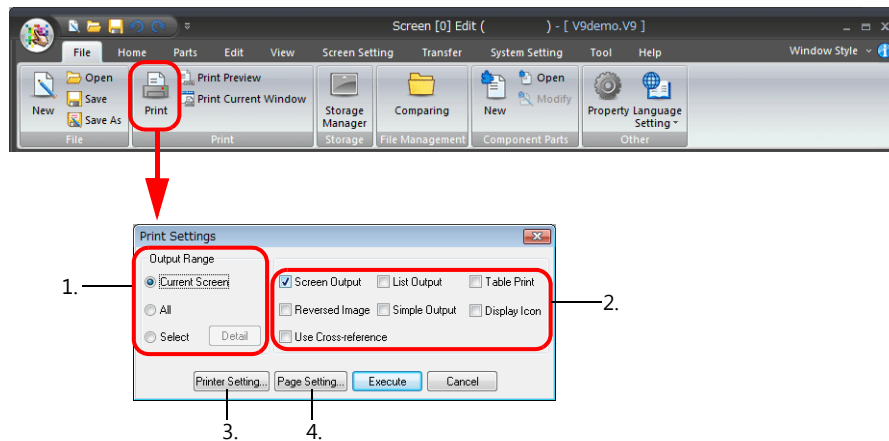 Screen [0] Edit ( ) - [ V9demo.V9 ]
File Home Parts Edit View Screen Setting Transfer System Setting Tool Help Window Style
New
Open
Save
Save As
File
Print
Print Preview
Print Current Window
Print
Storage Manager
Storage
Comparing
File Management
New
Open
Modify
Component Parts
Property
Language Setting
Other
Print Settings
Output Range
1.
Current Screen
All
Select Detail
Screen Output List Output Table Print
Reversed Image Simple Output Display Icon
Use Cross-reference
2.
Printer Setting... Page Setting... Execute Cancel
3. 4.